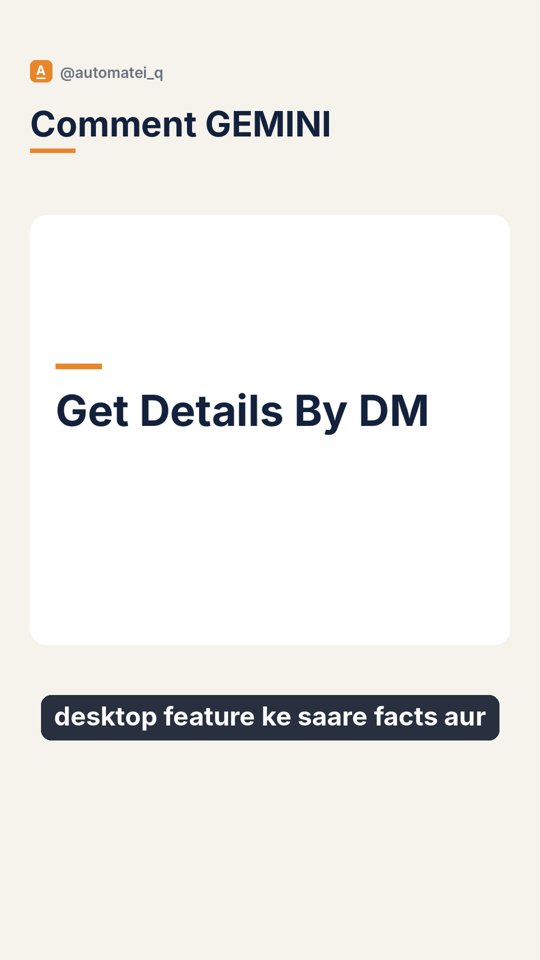 A
@automatei_q
Comment GEMINI
Get Details By DM
desktop feature ke saare facts aur